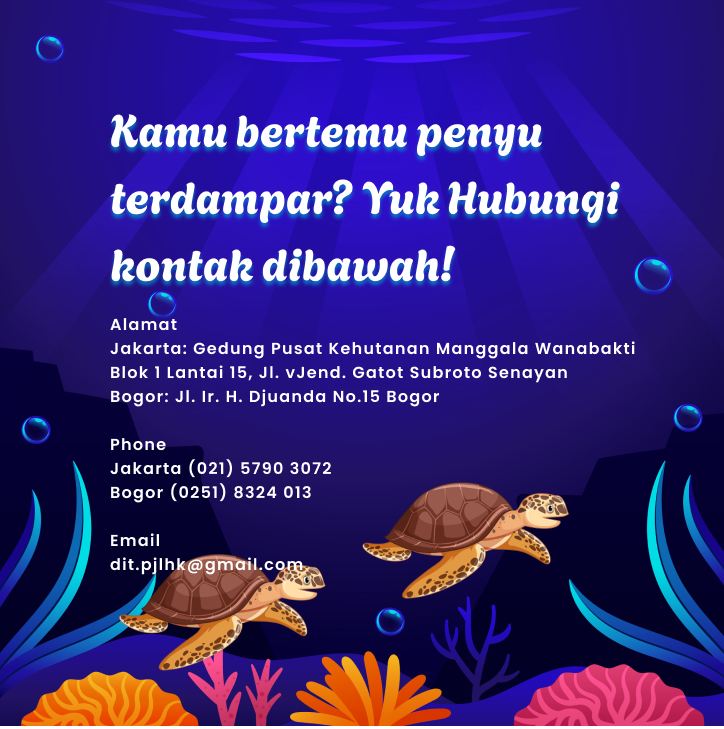 Kamu bertemu penyu
terdampar? Yuk Hubungi
kontak dibawah!
Alamat
Jakarta: Gedung Pusat Kehutanan Manggala Wanabakti
Blok 1 Lantai 15, Jl. vJend. Gatot Subroto Senayan
Bogor: Jl. Ir. H. Djuanda No.15 Bogor
Phone
Jakarta (021) 5790 3072
Bogor (0251) 8324 013
Email
dit.pjlhk@gmail.com